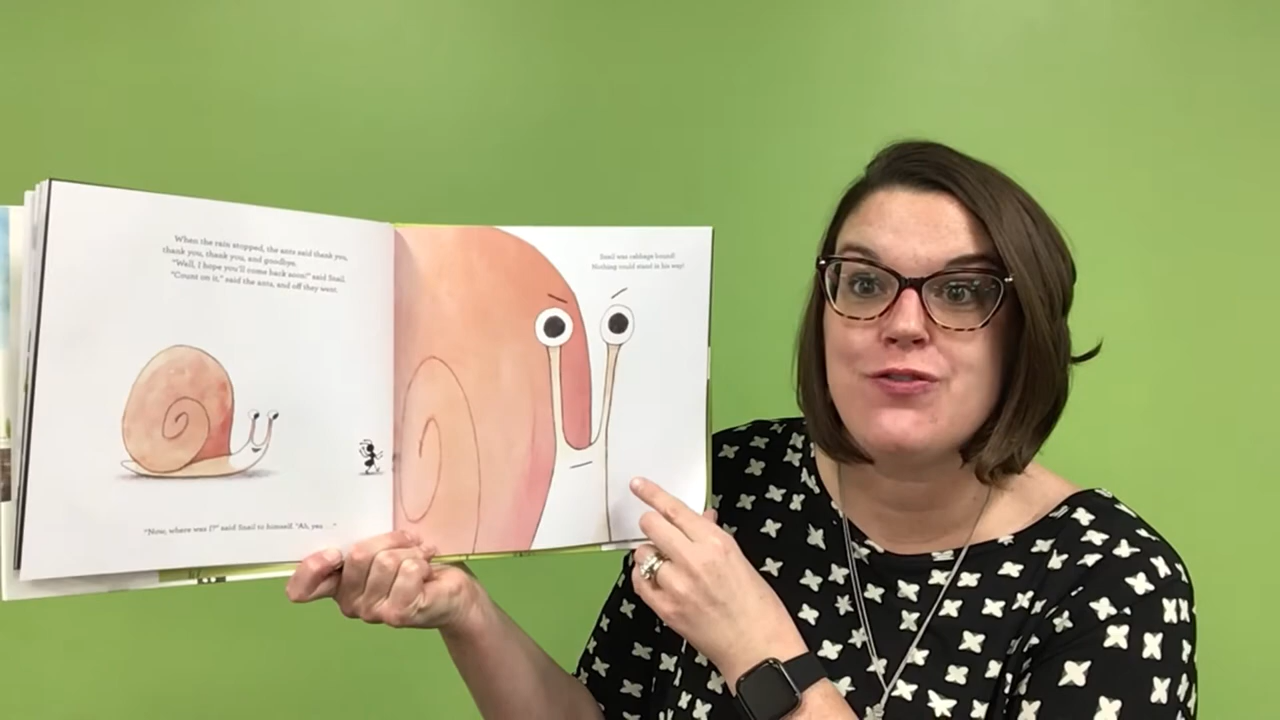 When the rain stopped, the ants said thank you,
thank you, thank you, and goodbye.
"Well, I hope you'll come back soon!" said Snail.
"Count on it," said the ants, and off they went.
"Now, where was I?" said Snail to himself. "Ah, yes . . ."
Snail was cabbage bound!
Nothing could stand in his way!